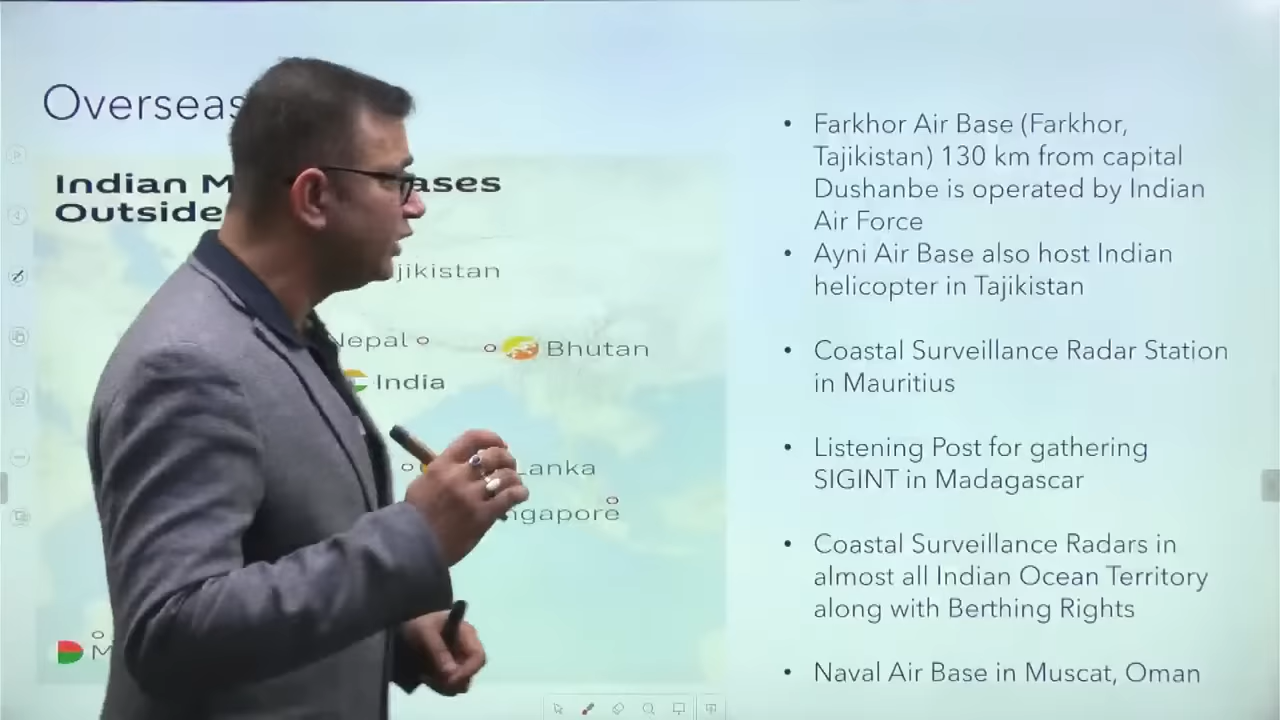 Overseas
Indian M ases
Outside
jikistan
Nepal
Bhutan
India
Lanka
ngapore
M
• Farkhor Air Base (Farkhor,
Tajikistan) 130 km from capital
Dushanbe is operated by Indian
Air Force
• Ayni Air Base also host Indian
helicopter in Tajikistan
• Coastal Surveillance Radar Station
in Mauritius
• Listening Post for gathering
SIGINT in Madagascar
• Coastal Surveillance Radars in
almost all Indian Ocean Territory
along with Berthing Rights
• Naval Air Base in Muscat, Oman